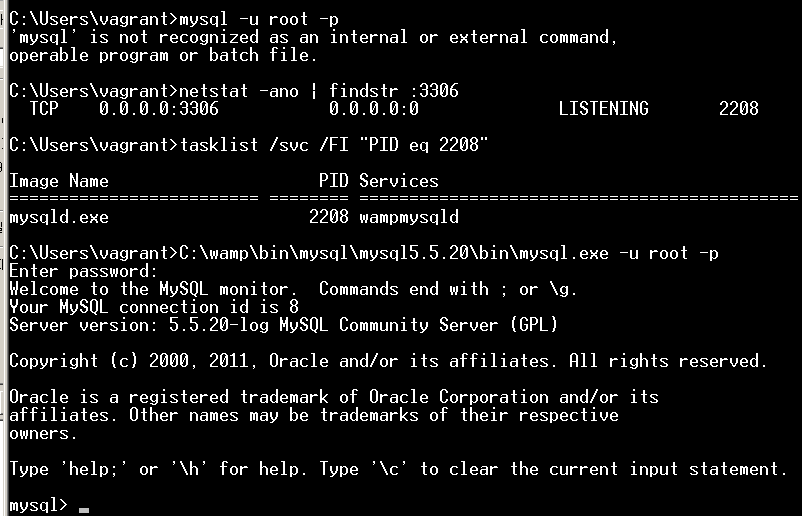 C:\Users\vagrant>mysql -u root -p
'mysql' is not recognized as an internal or external command,
operable program or batch file.
C:\Users\vagrant>netstat -ano | findstr :3306
  TCP    0.0.0.0:3306           0.0.0.0:0              LISTENING       2208
C:\Users\vagrant>tasklist /svc /FI "PID eq 2208"
Image Name                     PID Services
========================= ======== ============================================
mysqld.exe                    2208 wampmysqld
C:\Users\vagrant>C:\wamp\bin\mysql\mysql5.5.20\bin\mysql.exe -u root -p
Enter password:
Welcome to the MySQL monitor.  Commands end with ; or \g.
Your MySQL connection id is 8
Server version: 5.5.20-log MySQL Community Server (GPL)
Copyright (c) 2000, 2011, Oracle and/or its affiliates. All rights reserved.
Oracle is a registered trademark of Oracle Corporation and/or its
affiliates. Other names may be trademarks of their respective
owners.
Type 'help;' or '\h' for help. Type '\c' to clear the current input statement.
mysql> _